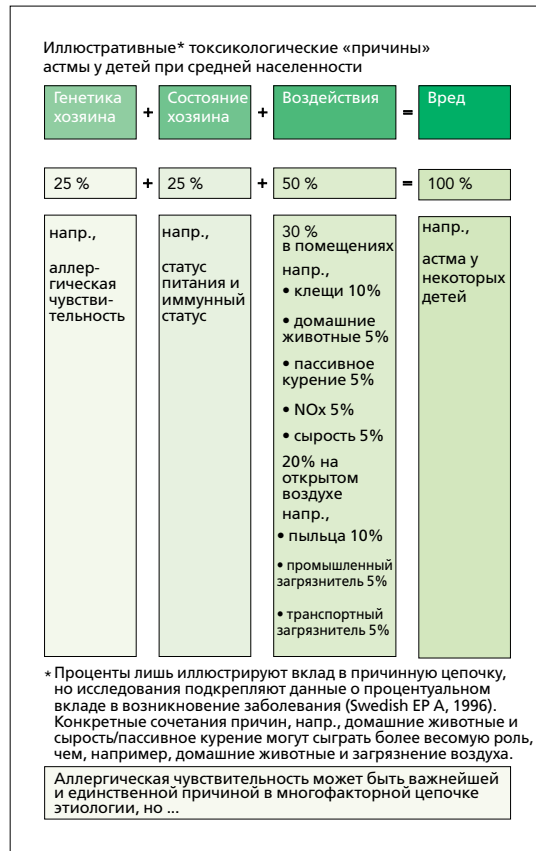 Иллюстративные* токсикологические «причины»
астмы у детей при средней населенности
Генетика
хозяина
+
Состояние
хозяина
+
Воздействия
=
Вред
25 %
+
25 %
+
50 %
=
100 %
напр.,
аллер-
гическая
чувстви-
тельность
напр.,
статус
питания и
иммунный
статус
30 %
в помещениях
напр.,
• клещи 10%
• домашние
животные 5%
• пассивное
курение 5%
• NOx 5%
• сырость 5%
20% на
открытом
воздухе
напр.,
• пыльца 10%
• промышленный
загрязнитель 5%
• транспортный
загрязнитель 5%
напр.,
астма у
некоторых
детей
* Проценты лишь иллюстрируют вклад в причинную цепочку,
но исследования подкрепляют данные о процентуальном
вкладе в возникновение заболевания (Swedish EP A, 1996).
Конкретные сочетания причин, напр., домашние животные и
сырость/пассивное курение могут сыграть более весомую роль,
чем, например, домашние животные и загрязнение воздуха.
Аллергическая чувствительность может быть важнейшей
и единственной причиной в многофакторной цепочке
этиологии, но ...